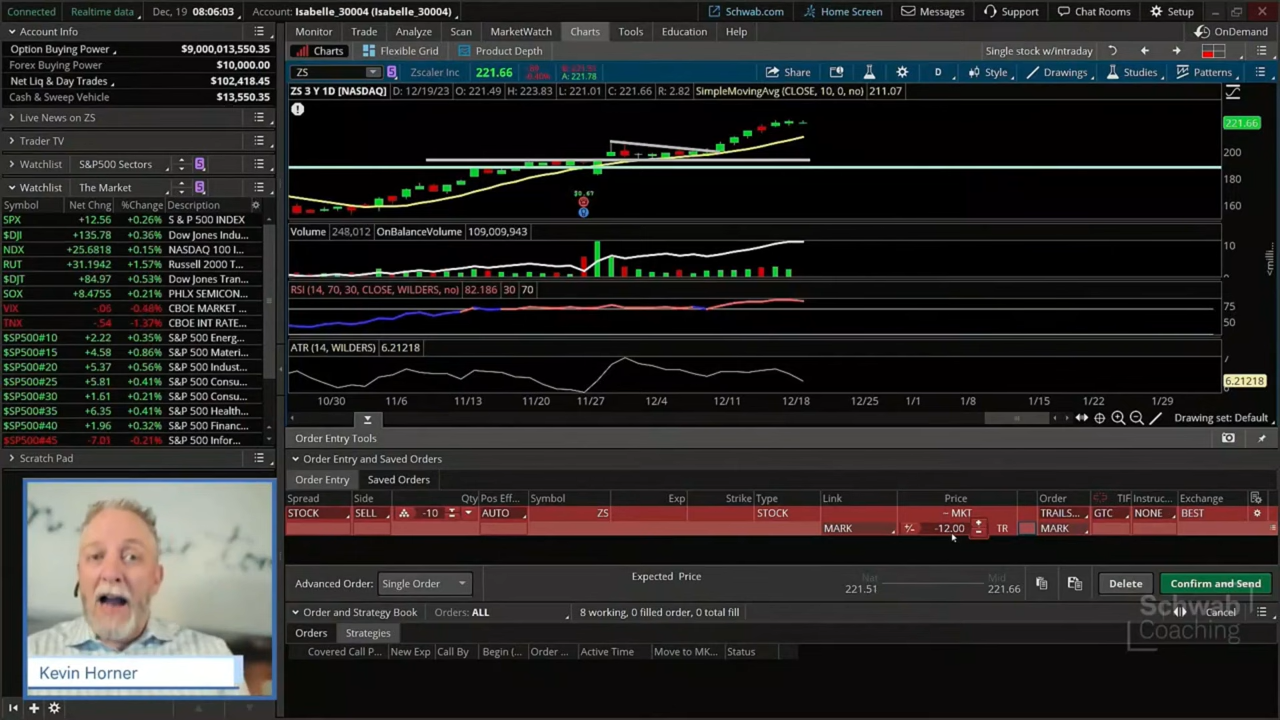 Connected Realtime data Dec, 19 08:06:03 Account: Isabelle_30004 (Isabelle_30004) Schwab.com Home Screen Messages Support Chat Rooms Setup
Account Info
Option Buying Power $9,000,013,550.35
Forex Buying Power $10,000.00
Net Liq & Day Trades $102,418.45
Cash & Sweep Vehicle $13,550.35
Live News on ZS
Trader TV
Watchlist S&P500 Sectors 5
Watchlist The Market 5
Symbol Net Chng %Change Description
SPX +12.56 +0.26% S & P 500 INDEX
$DJI +135.78 +0.36% Dow Jones Indu...
NDX +25.6818 +0.15% NASDAQ 100 I...
RUT +31.1942 +1.57% Russell 2000 T...
$DJT +84.97 +0.53% Dow Jones Tran...
SOX +8.4755 +0.21% PHLX SEMICON...
VIX -.06 -0.48% CBOE MARKET ...
TNX -.54 -1.37% CBOE INT RATE...
$SP500#10 +2.22 +0.35% S&P 500 Energ...
$SP500#15 +4.58 +0.86% S&P 500 Materi...
$SP500#20 +5.37 +0.56% S&P 500 Indust...
$SP500#25 +5.81 +0.41% S&P 500 Consu...
$SP500#30 +1.61 +0.21% S&P 500 Consu...
$SP500#35 +6.35 +0.41% S&P 500 Health...
$SP500#40 +1.96 +0.32% S&P 500 Financ...
$SP500#45 -7.01 -0.21% S&P 500 Infor...
Scratch Pad
Kevin Horner
Monitor Trade Analyze Scan MarketWatch Charts Tools Education Help OnDemand
Charts Flexible Grid Product Depth Single stock w/intraday
ZS 5 Zscaler Inc 221.66 A: 221.78 Share D Style Drawings Studies Patterns
ZS 3 Y 1D [NASDAQ] D: 12/19/23 O: 221.49 H: 223.83 L: 221.01 C: 221.66 R: 2.82 SimpleMovingAvg (CLOSE, 10, 0, no) 211.07
221.66
200
180
160
$0.67
Volume 248,012 OnBalanceVolume 109,009,943
10
RSI (14, 70, 30, CLOSE, WILDERS, no) 82.186 30 70
75
50
ATR (14, WILDERS) 6.21218
6.21218
10/30 11/6 11/13 11/20 11/27 12/4 12/11 12/18 12/25 1/1 1/8 1/15 1/22 1/29
Drawing set: Default
Order Entry Tools
Order Entry and Saved Orders
Order Entry Saved Orders
Spread Side Qty Pos Eff... Symbol Exp Strike Type Link Price Order TIF Instruc... Exchange
STOCK SELL -10 AUTO ZS STOCK ~ MKT TRAILS... GTC NONE BEST
MARK +/- -12.00 TR MARK
Advanced Order: Single Order Expected Price Nat 221.51 Mid 221.66 Delete Confirm and Send
Order and Strategy Book Orders: ALL 8 working, 0 filled order, 0 total fill Cancel
Schwab
Coaching
Orders Strategies
Covered Call P... New Exp Call By Begin (... Order ... Active Time Move to MK... Status